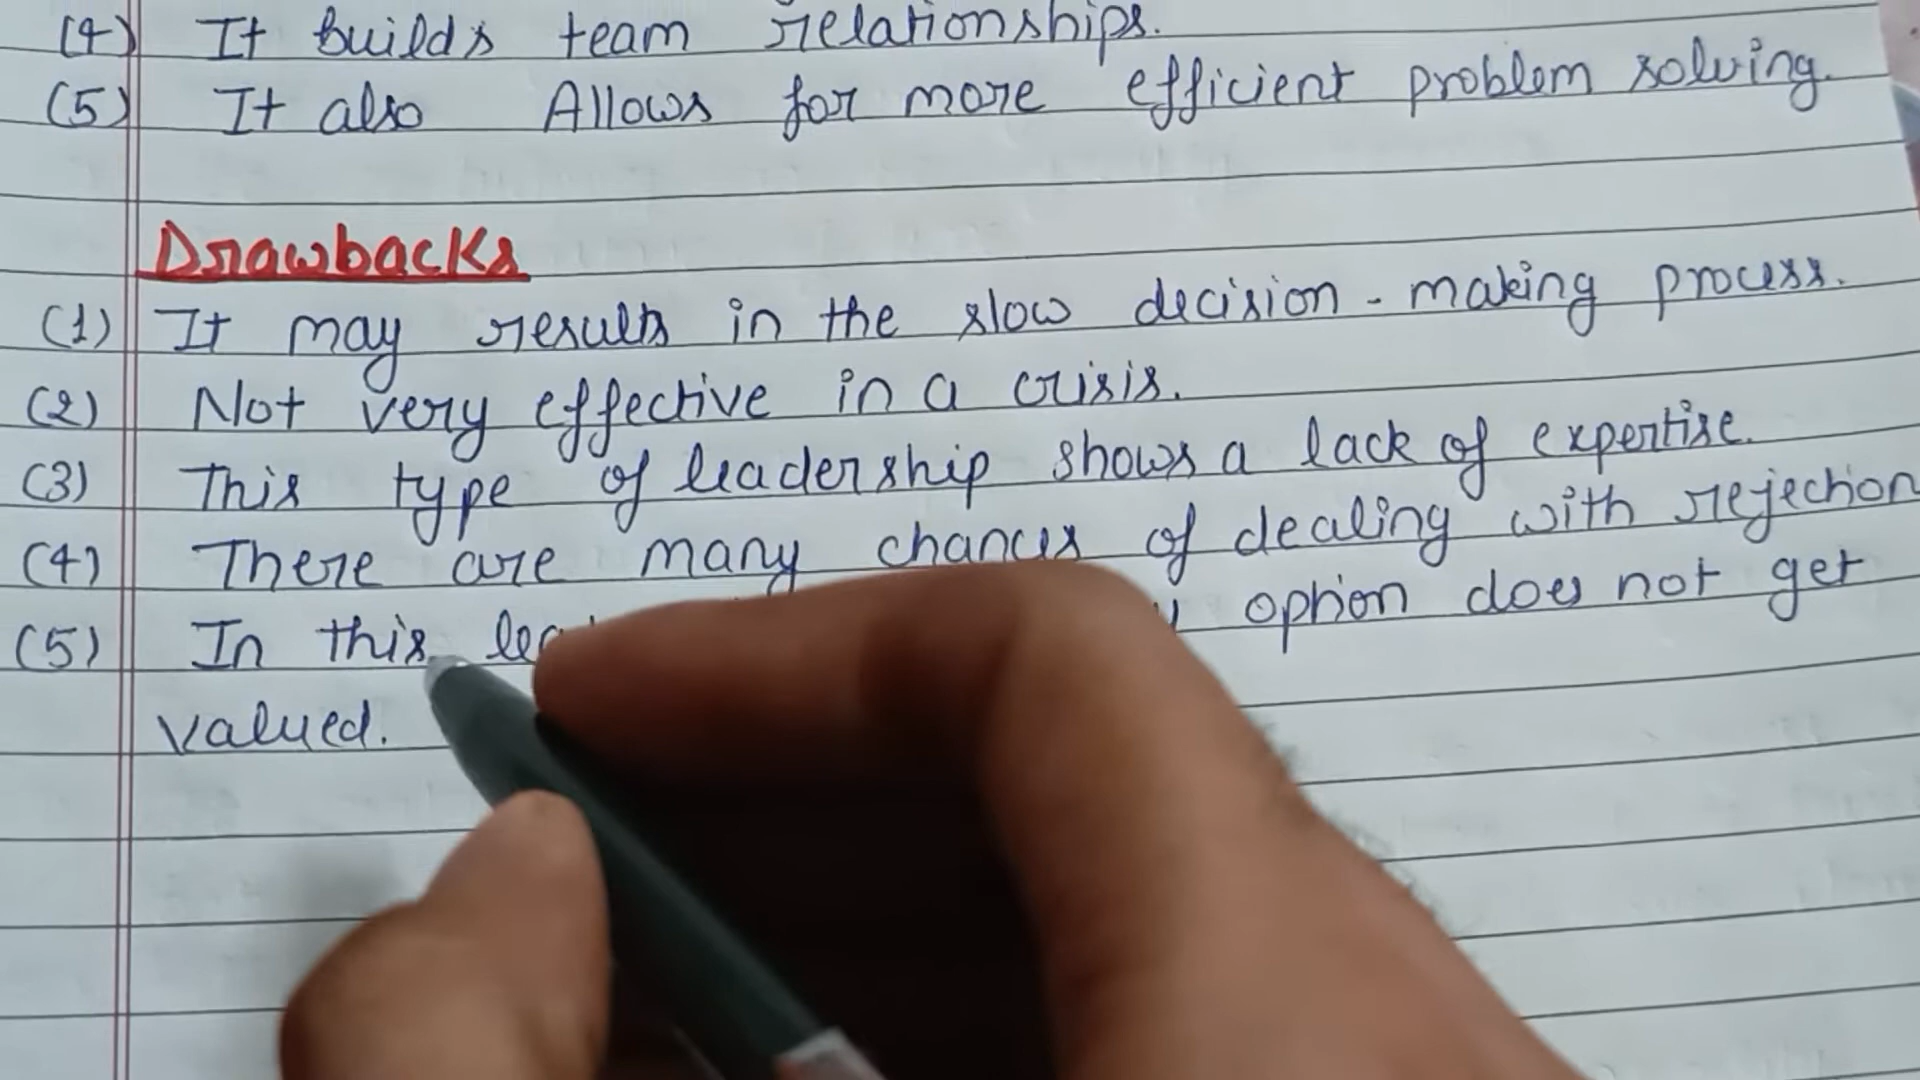 (4) It builds team relationships.
(5) It also Allows for more efficient problem solving.
Drawbacks
(1) It may results in the slow decision - making process.
(2) Not very effective in a crisis.
(3) This type of leadership shows a lack of expertise.
(4) There are many chances of dealing with rejection
(5) In this option does not get
valued.